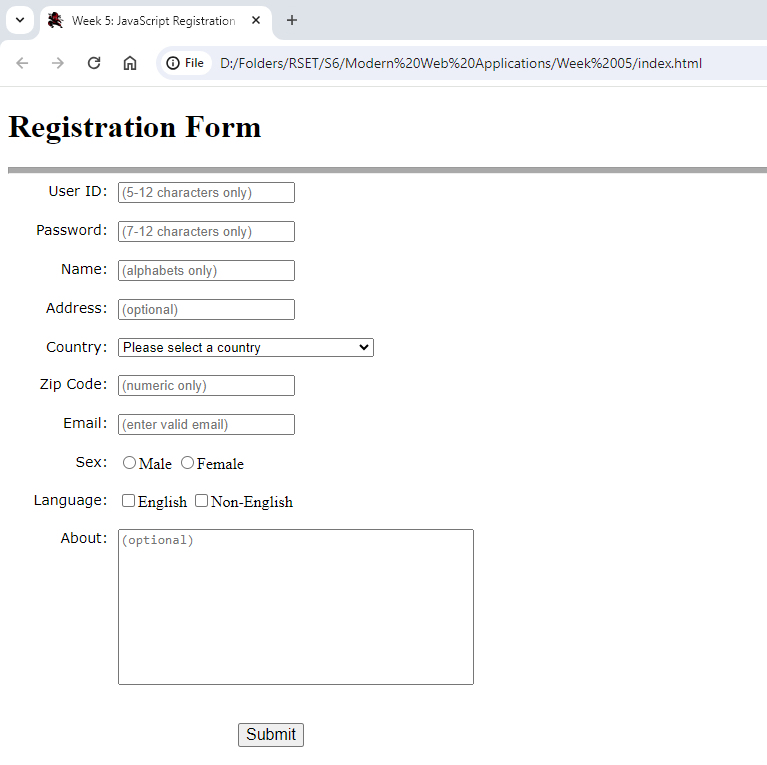 Week 5: JavaScript Registration
File D:/Folders/RSET/S6/Modern%20Web%20Applications/Week%2005/index.html
Registration Form
User ID: (5-12 characters only)
Password: (7-12 characters only)
Name: (alphabets only)
Address: (optional)
Country: Please select a country
Zip Code: (numeric only)
Email: (enter valid email)
Sex: Male Female
Language: English Non-English
About: (optional)
Submit